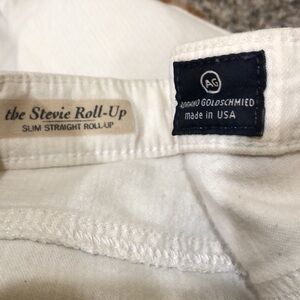 the Stevie Roll-Up
SLIM STRAIGHT ROLL-UP
AG
ADRIANO GOLDSCHMIED
made in USA